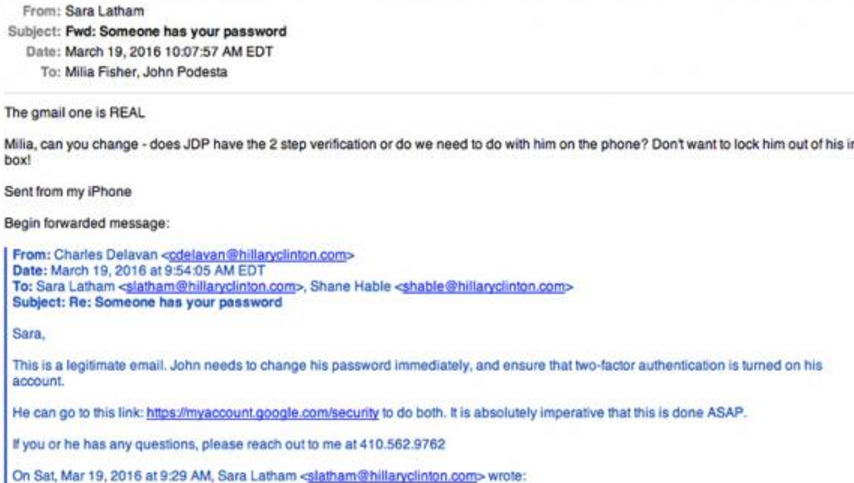 From: Sara Latham
Subject: Fwd: Someone has your password
Date: March 19, 2016 10:07:57 AM EDT
To: Milia Fisher, John Podesta
The gmail one is REAL
Milia, can you change - does JDP have the 2 step verification or do we need to do with him on the phone? Don't want to lock him out of his in
box!
Sent from my iPhone
Begin forwarded message:
From: Charles Delavan <cdelavan@hillaryclinton.com>
Date: March 19, 2016 at 9:54:05 AM EDT
To: Sara Latham <slatham@hillaryclinton.com>, Shane Hable <shable@hillaryclinton.com>
Subject: Re: Someone has your password
Sara,
This is a legitimate email. John needs to change his password immediately, and ensure that two-factor authentication is turned on his
account.
He can go to this link: https://myaccount.google.com/security to do both. It is absolutely imperative that this is done ASAP.
If you or he has any questions, please reach out to me at 410.562.9762
On Sat, Mar 19, 2016 at 9:29 AM, Sara Latham <slatham@hillaryclinton.com> wrote: